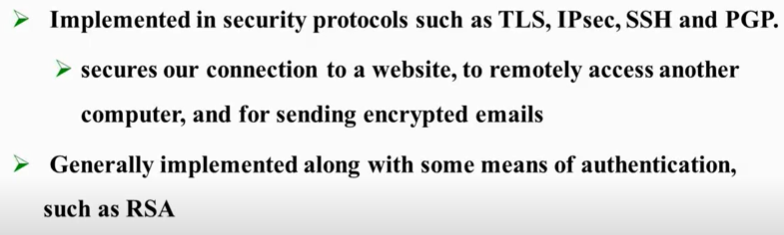 Implemented in security protocols such as TLS, IPsec, SSH and PGP.
secures our connection to a website, to remotely access another
computer, and for sending encrypted emails
Generally implemented along with some means of authentication,
such as RSA